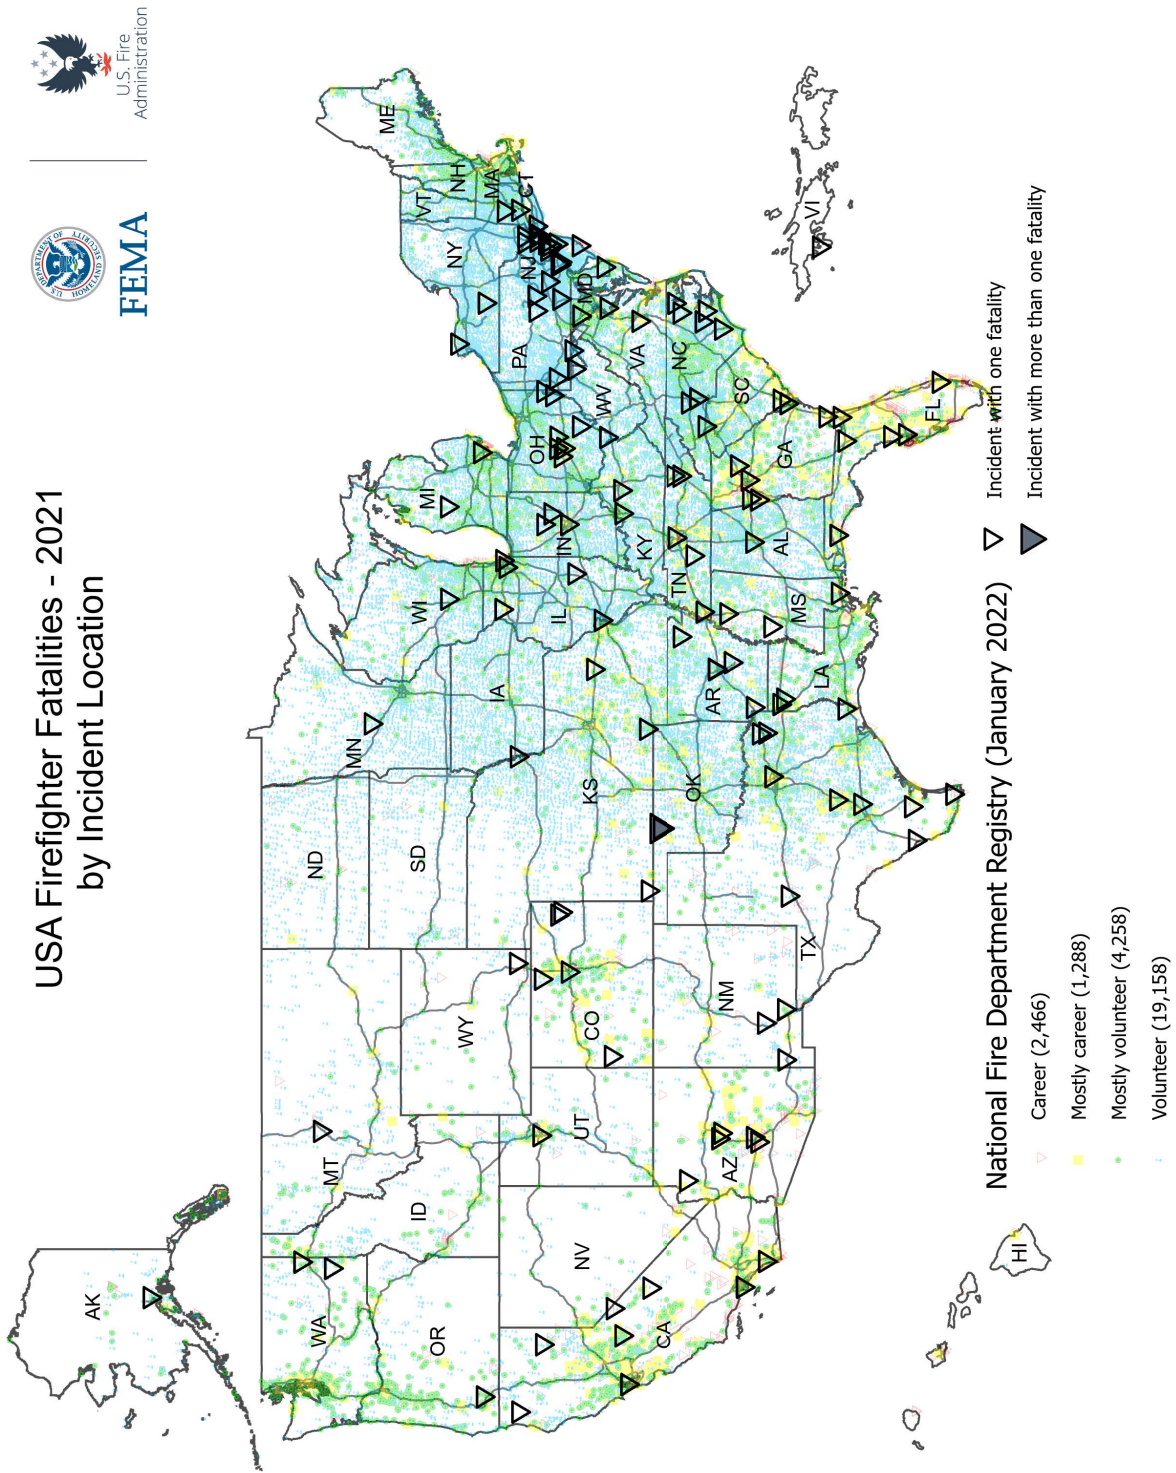 USA Firefighter Fatalities - 2021
by Incident Location
U.S. DEPARTMENT OF
HOMELAND SECURITY
FEMA
U.S. Fire
Administration
AK
WA
OR
CA
NV
ID
MT
WY
UT
AZ
CO
NM
ND
SD
KS
OK
TX
MN
IA
AR
LA
WI
IL
MS
MI
IN
KY
TN
AL
OH
WV
GA
SC
FL
PA
VA
NC
NY
NJ
MD
VT
NH
MA
CT
ME
HI
VI
National Fire Department Registry (January 2022)
Career (2,466)
Mostly career (1,288)
Mostly volunteer (4,258)
Volunteer (19,158)
Incident with one fatality
Incident with more than one fatality